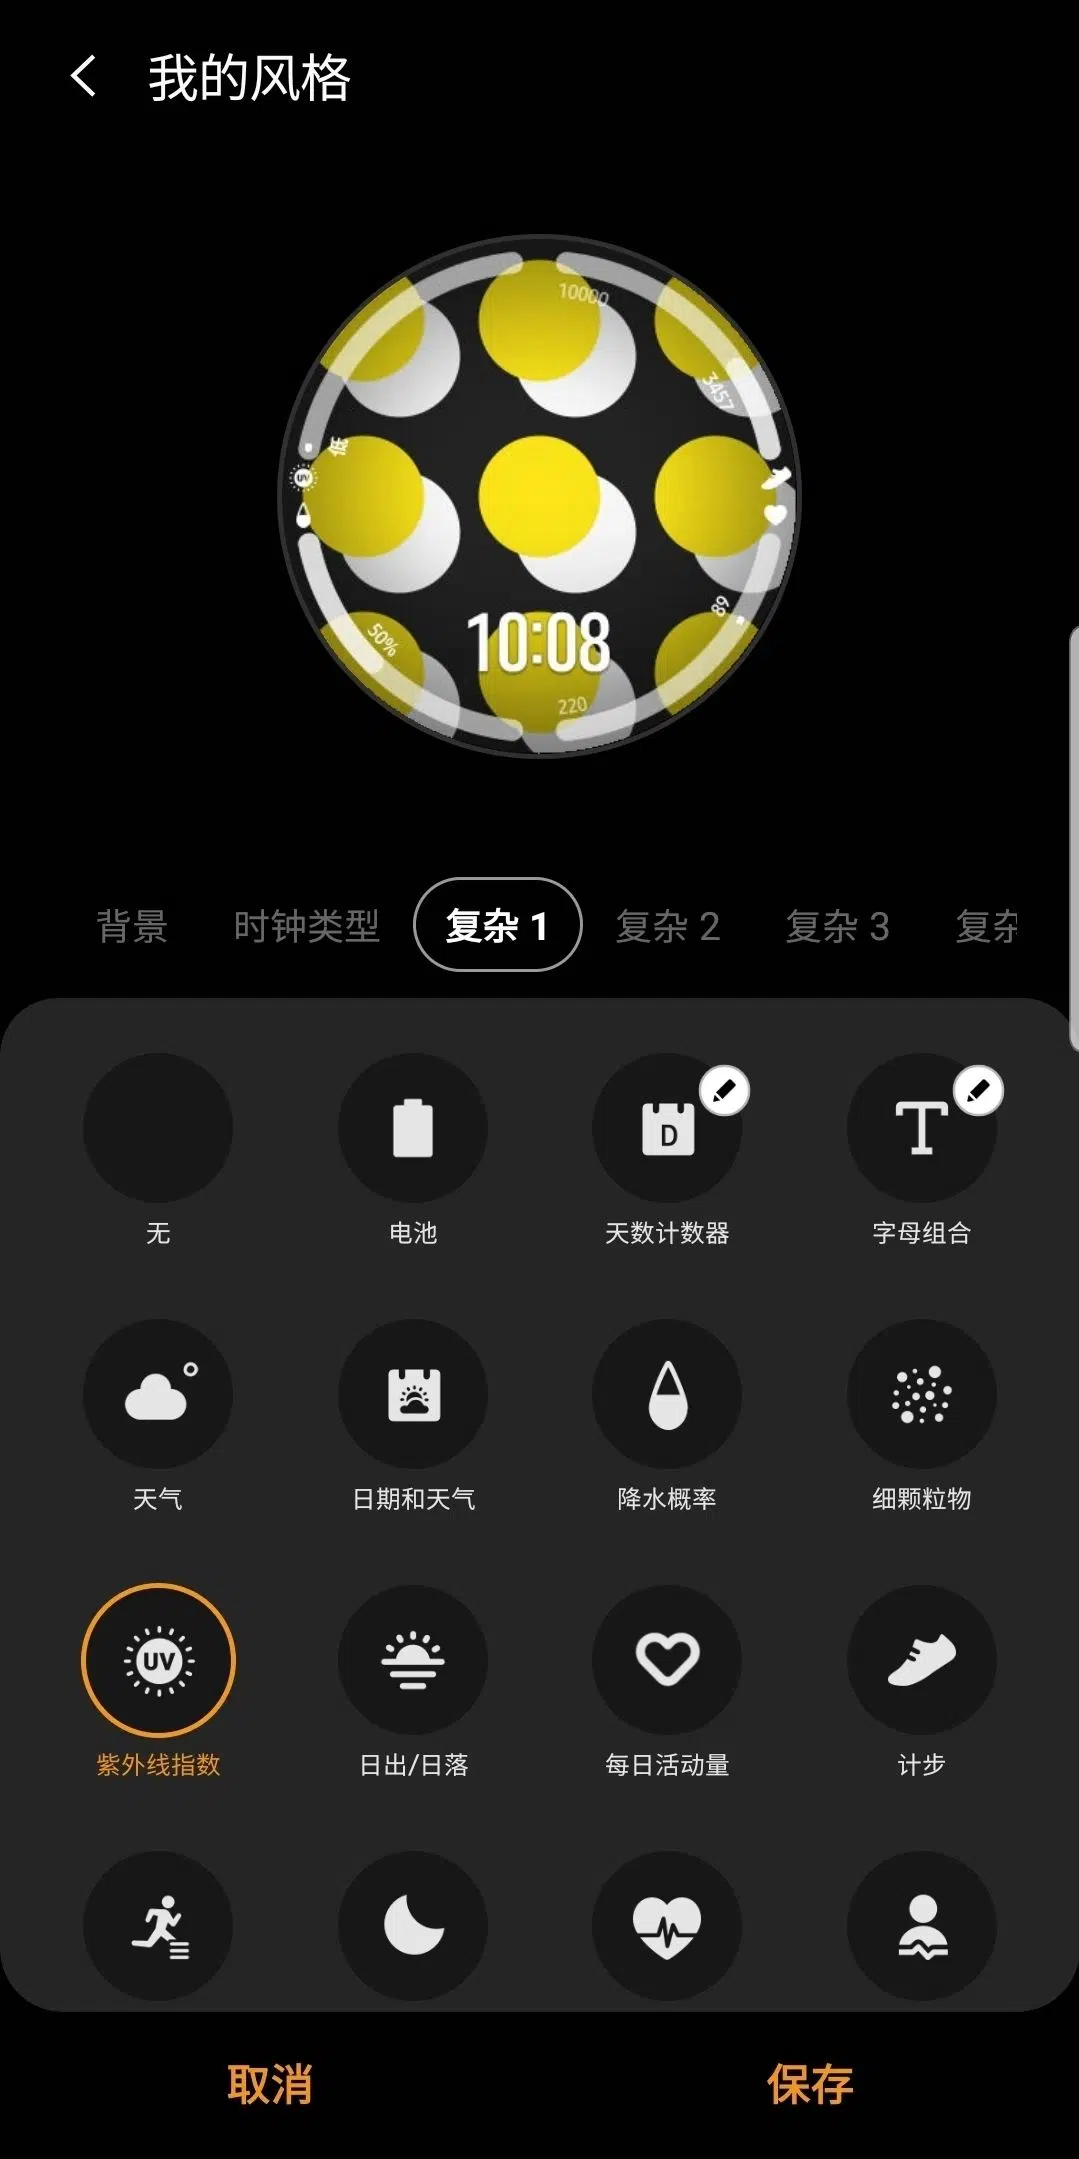 我的风格
10000
3457
低
UV
50%
89
10:08
220
背景 时钟类型 复杂 1 复杂 2 复杂 3 复杂
D T
无 电池 天数计数器 字母组合
天气 日期和天气 降水概率 细颗粒物
UV
紫外线指数 日出/日落 每日活动量 计步
取消 保存